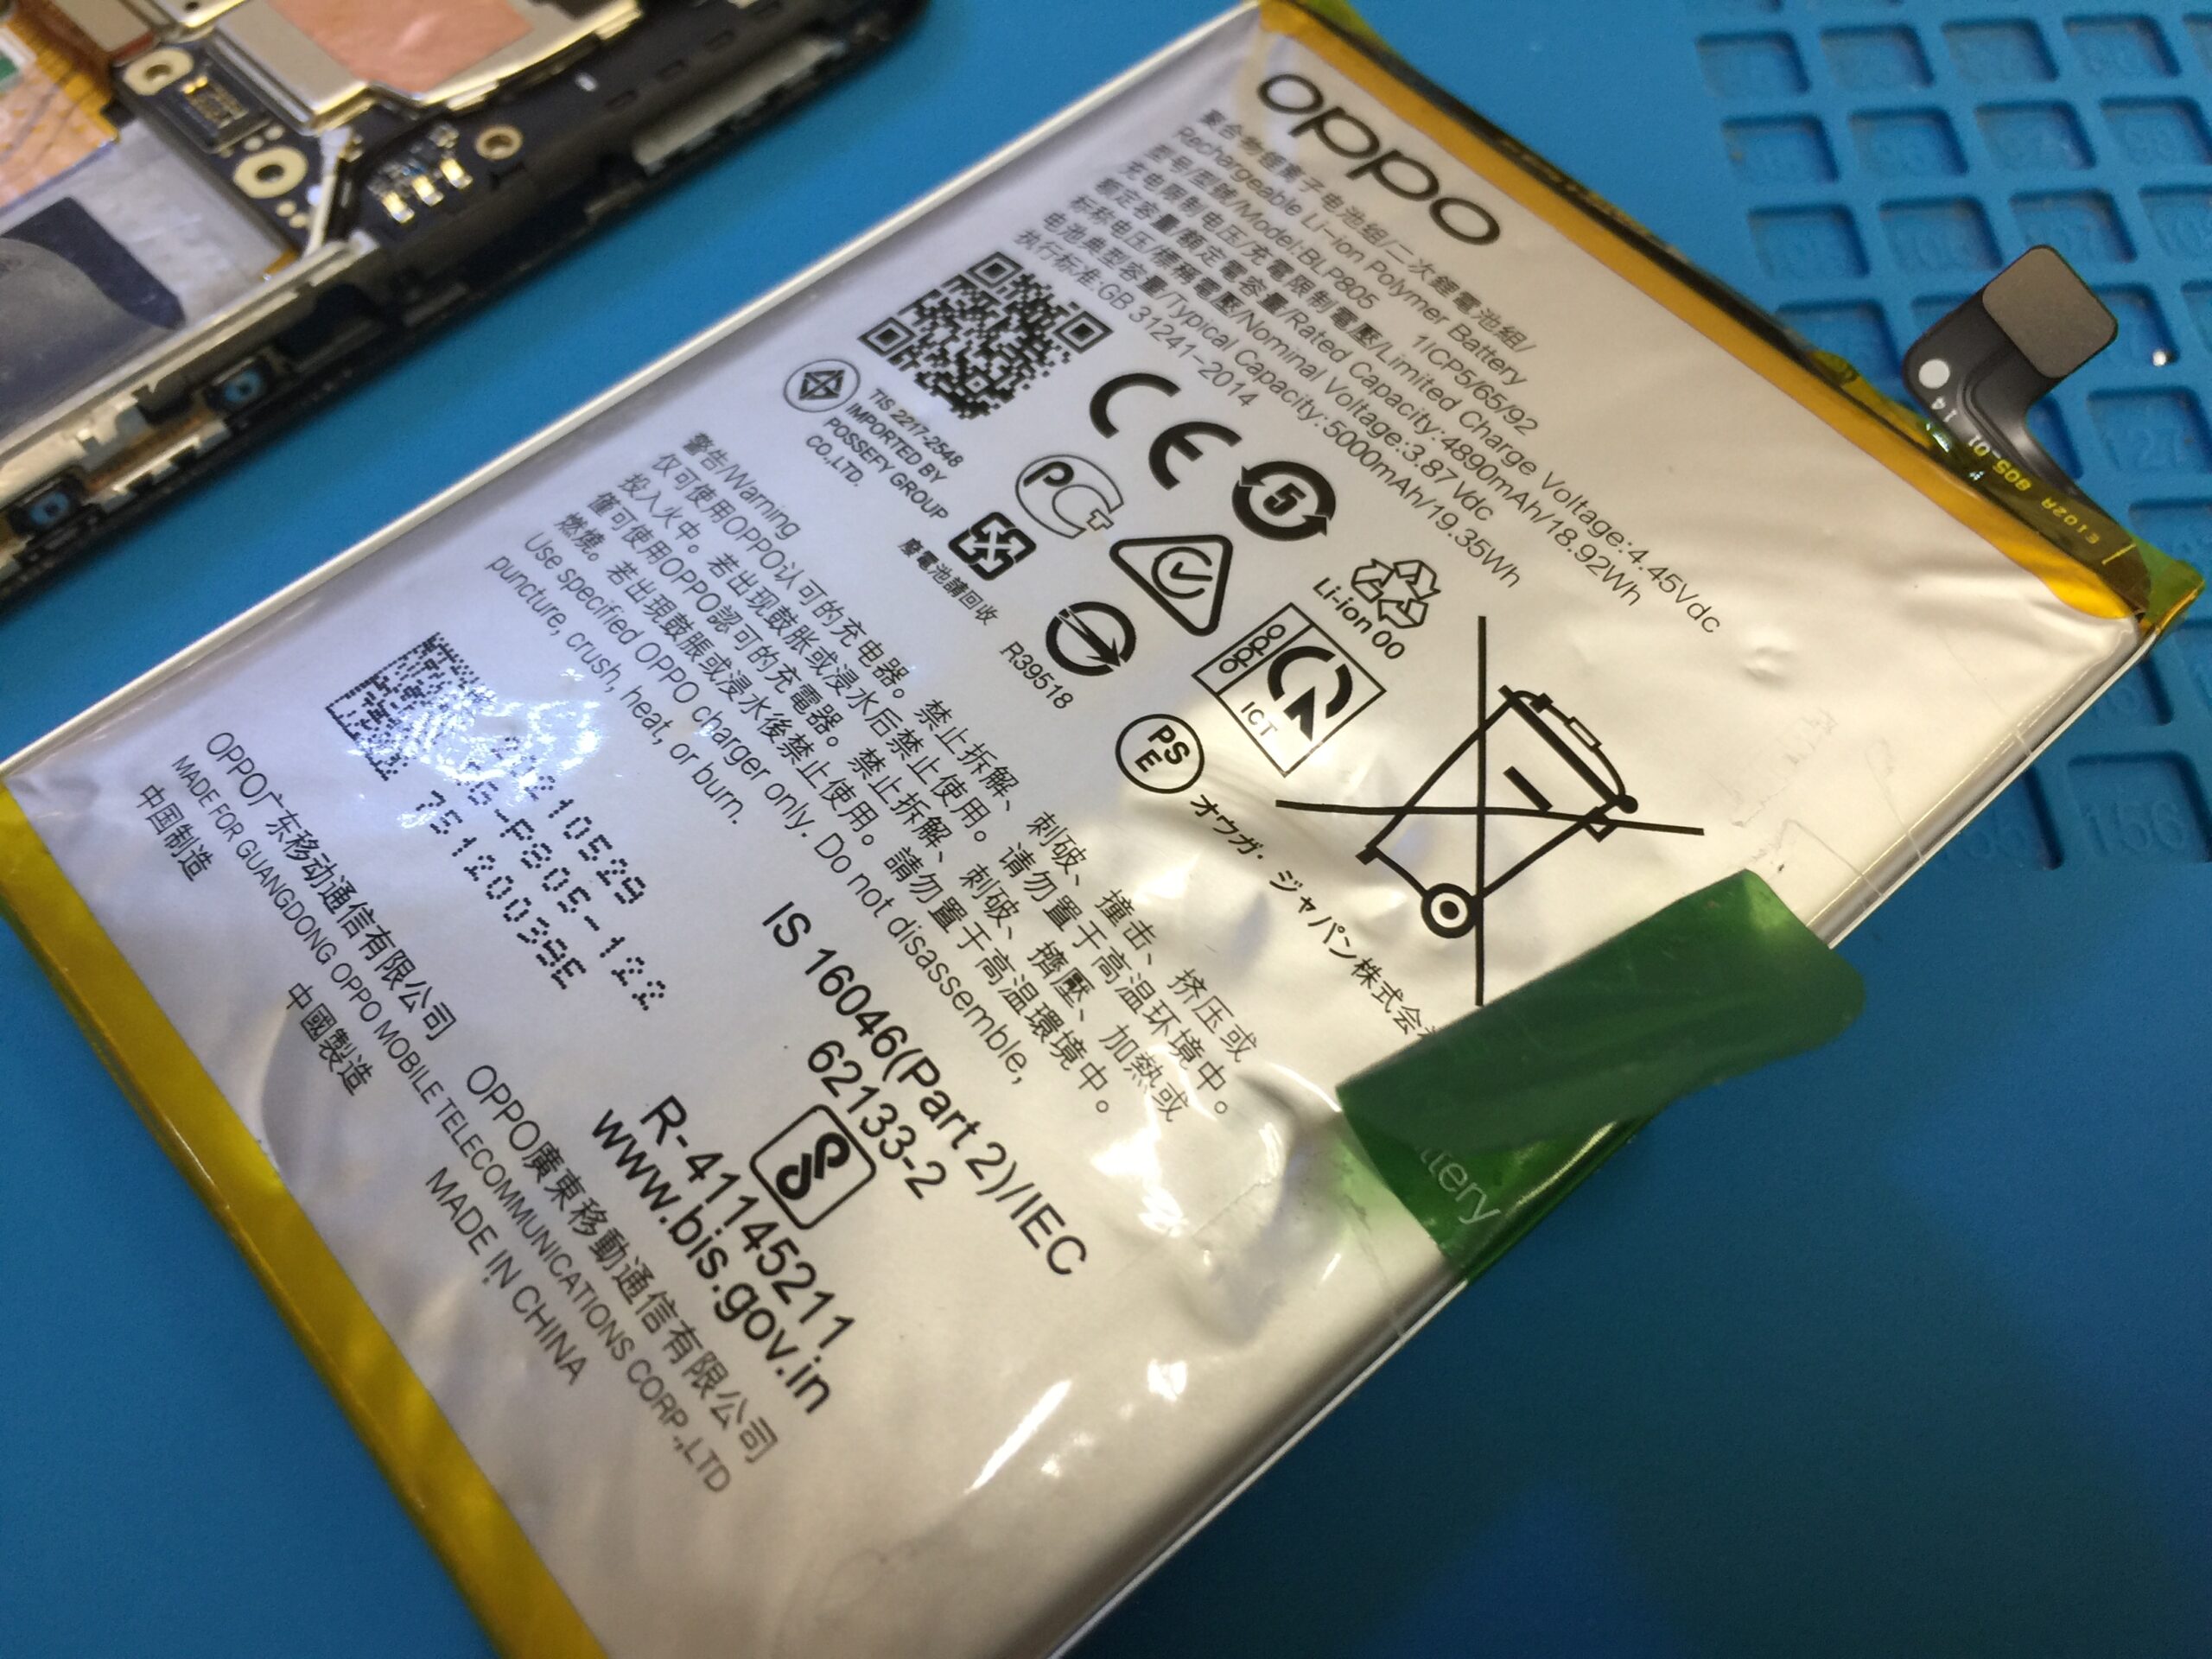 oppo
聚合物锂离子电池组/二次鋰電池組/
Rechargeable Li-ion Polymer Battery
型号/型號/Model:BLP805 1ICP5/65/92
充电限制电压/充電限制電壓/Limited Charge Voltage:4.45Vdc
额定容量/額定電容量/Rated Capacity:4890mAh/18.92Wh
标称电压/標稱電壓/Nominal Voltage:3.87Vdc
电池典型容量/Typical Capacity:5000mAh/19.35Wh
执行标准:GB 31241-2014
CE
5
TIS 2217-2548
IMPORTED BY
POSSEFY GROUP
CO.,LTD.
廢電池請回收
R39518
Li-ion 00
oppo
ICT
PS
E
オウガ・ジャパン株式会
警告/Warning
仅可使用OPPO认可的充电器。禁止拆解、刺破、撞击、挤压或
投入火中。若出现鼓胀或浸水后禁止使用。请勿置于高温环境中。
僅可使用OPPO認可的充電器。禁止拆解、刺破、擠壓、加熱或
燃燒。若出現鼓脹或浸水後禁止使用。請勿置于高温環境中。
Use specified OPPO charger only. Do not disassemble,
puncture, crush, heat, or burn.
IS 16046(Part 2)/IEC
62133-2
R-41145211
www.bis.gov.in
210529
-P805-122
75120039E
OPPO广东移动通信有限公司 OPPO廣東移動通信有限公司
MADE FOR GUANGDONG OPPO MOBILE TELECOMMUNICATIONS CORP.,LTD
中国制造 中國製造 MADE IN CHINA
ttery
14
127
156